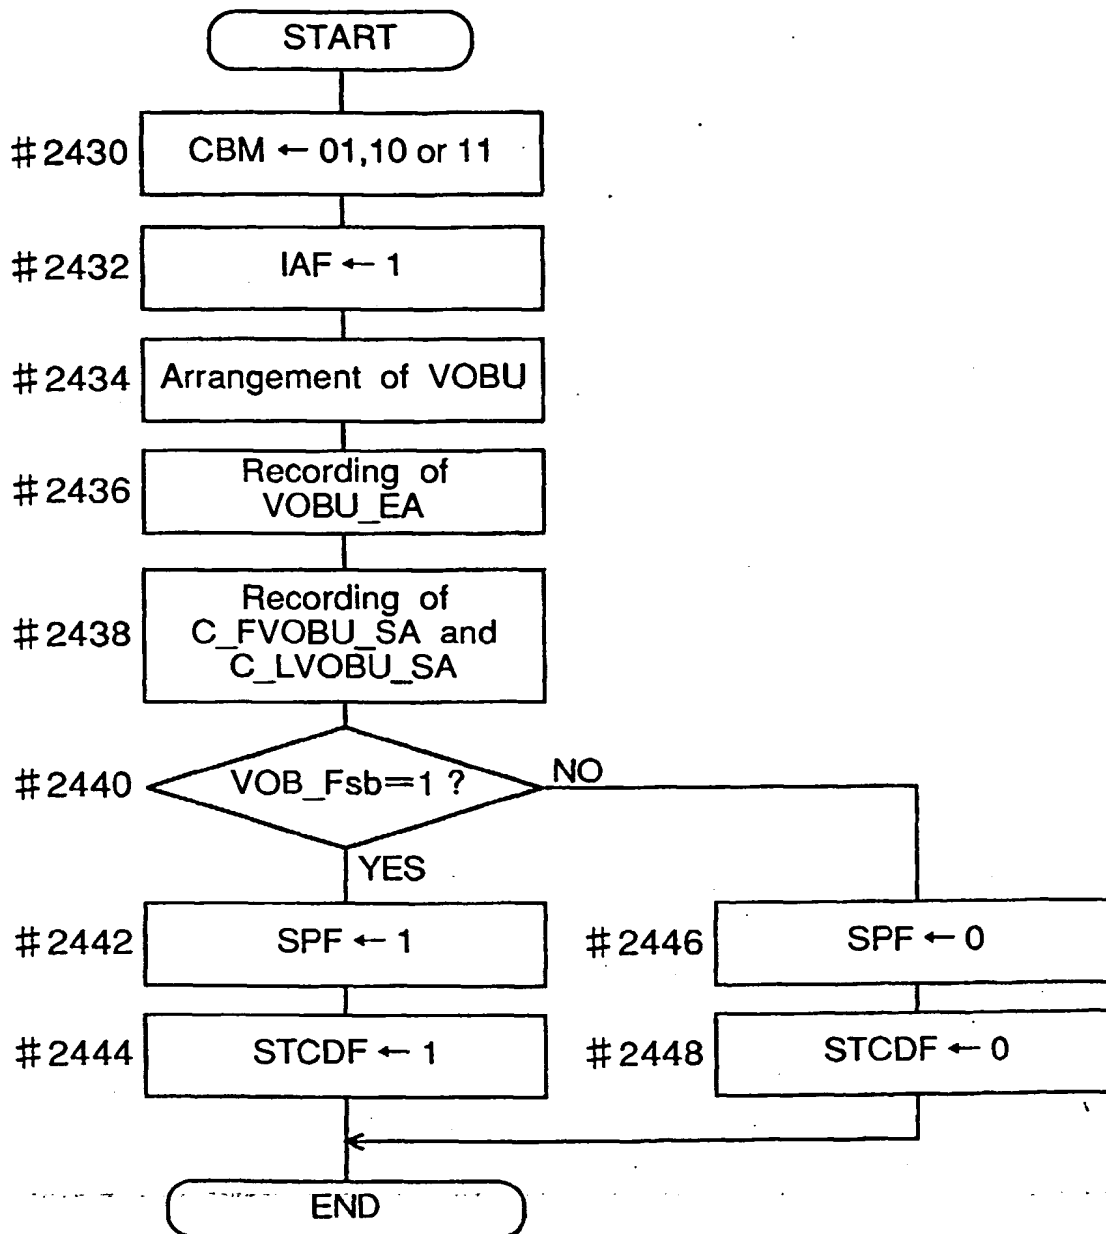 START
#2430
CBM ← 01,10 or 11
#2432
IAF ← 1
#2434
Arrangement of VOBU
#2436
Recording of
VOBU_EA
#2438
Recording of
C_FVOBU_SA and
C_LVOBU_SA
#2440
VOB_Fsb=1 ?
NO
YES
#2442
SPF ← 1
#2446
SPF ← 0
#2444
STCDF ← 1
#2448
STCDF ← 0
END